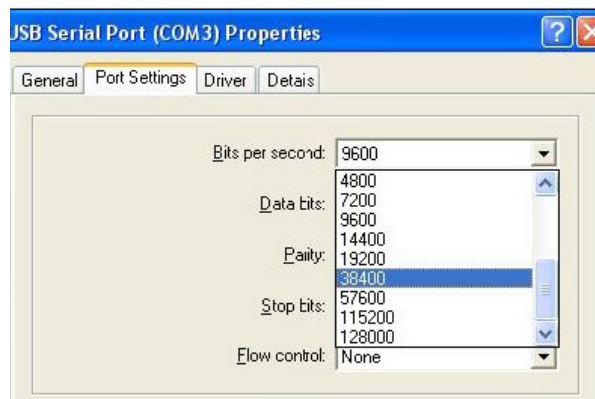 USB Serial Port (COM3) Properties
General Port Settings Driver Details
Bits per second: 9600
4800
7200
9600
14400
19200
38400
57600
115200
128000
Data bits:
Parity:
Stop bits:
Flow control: None